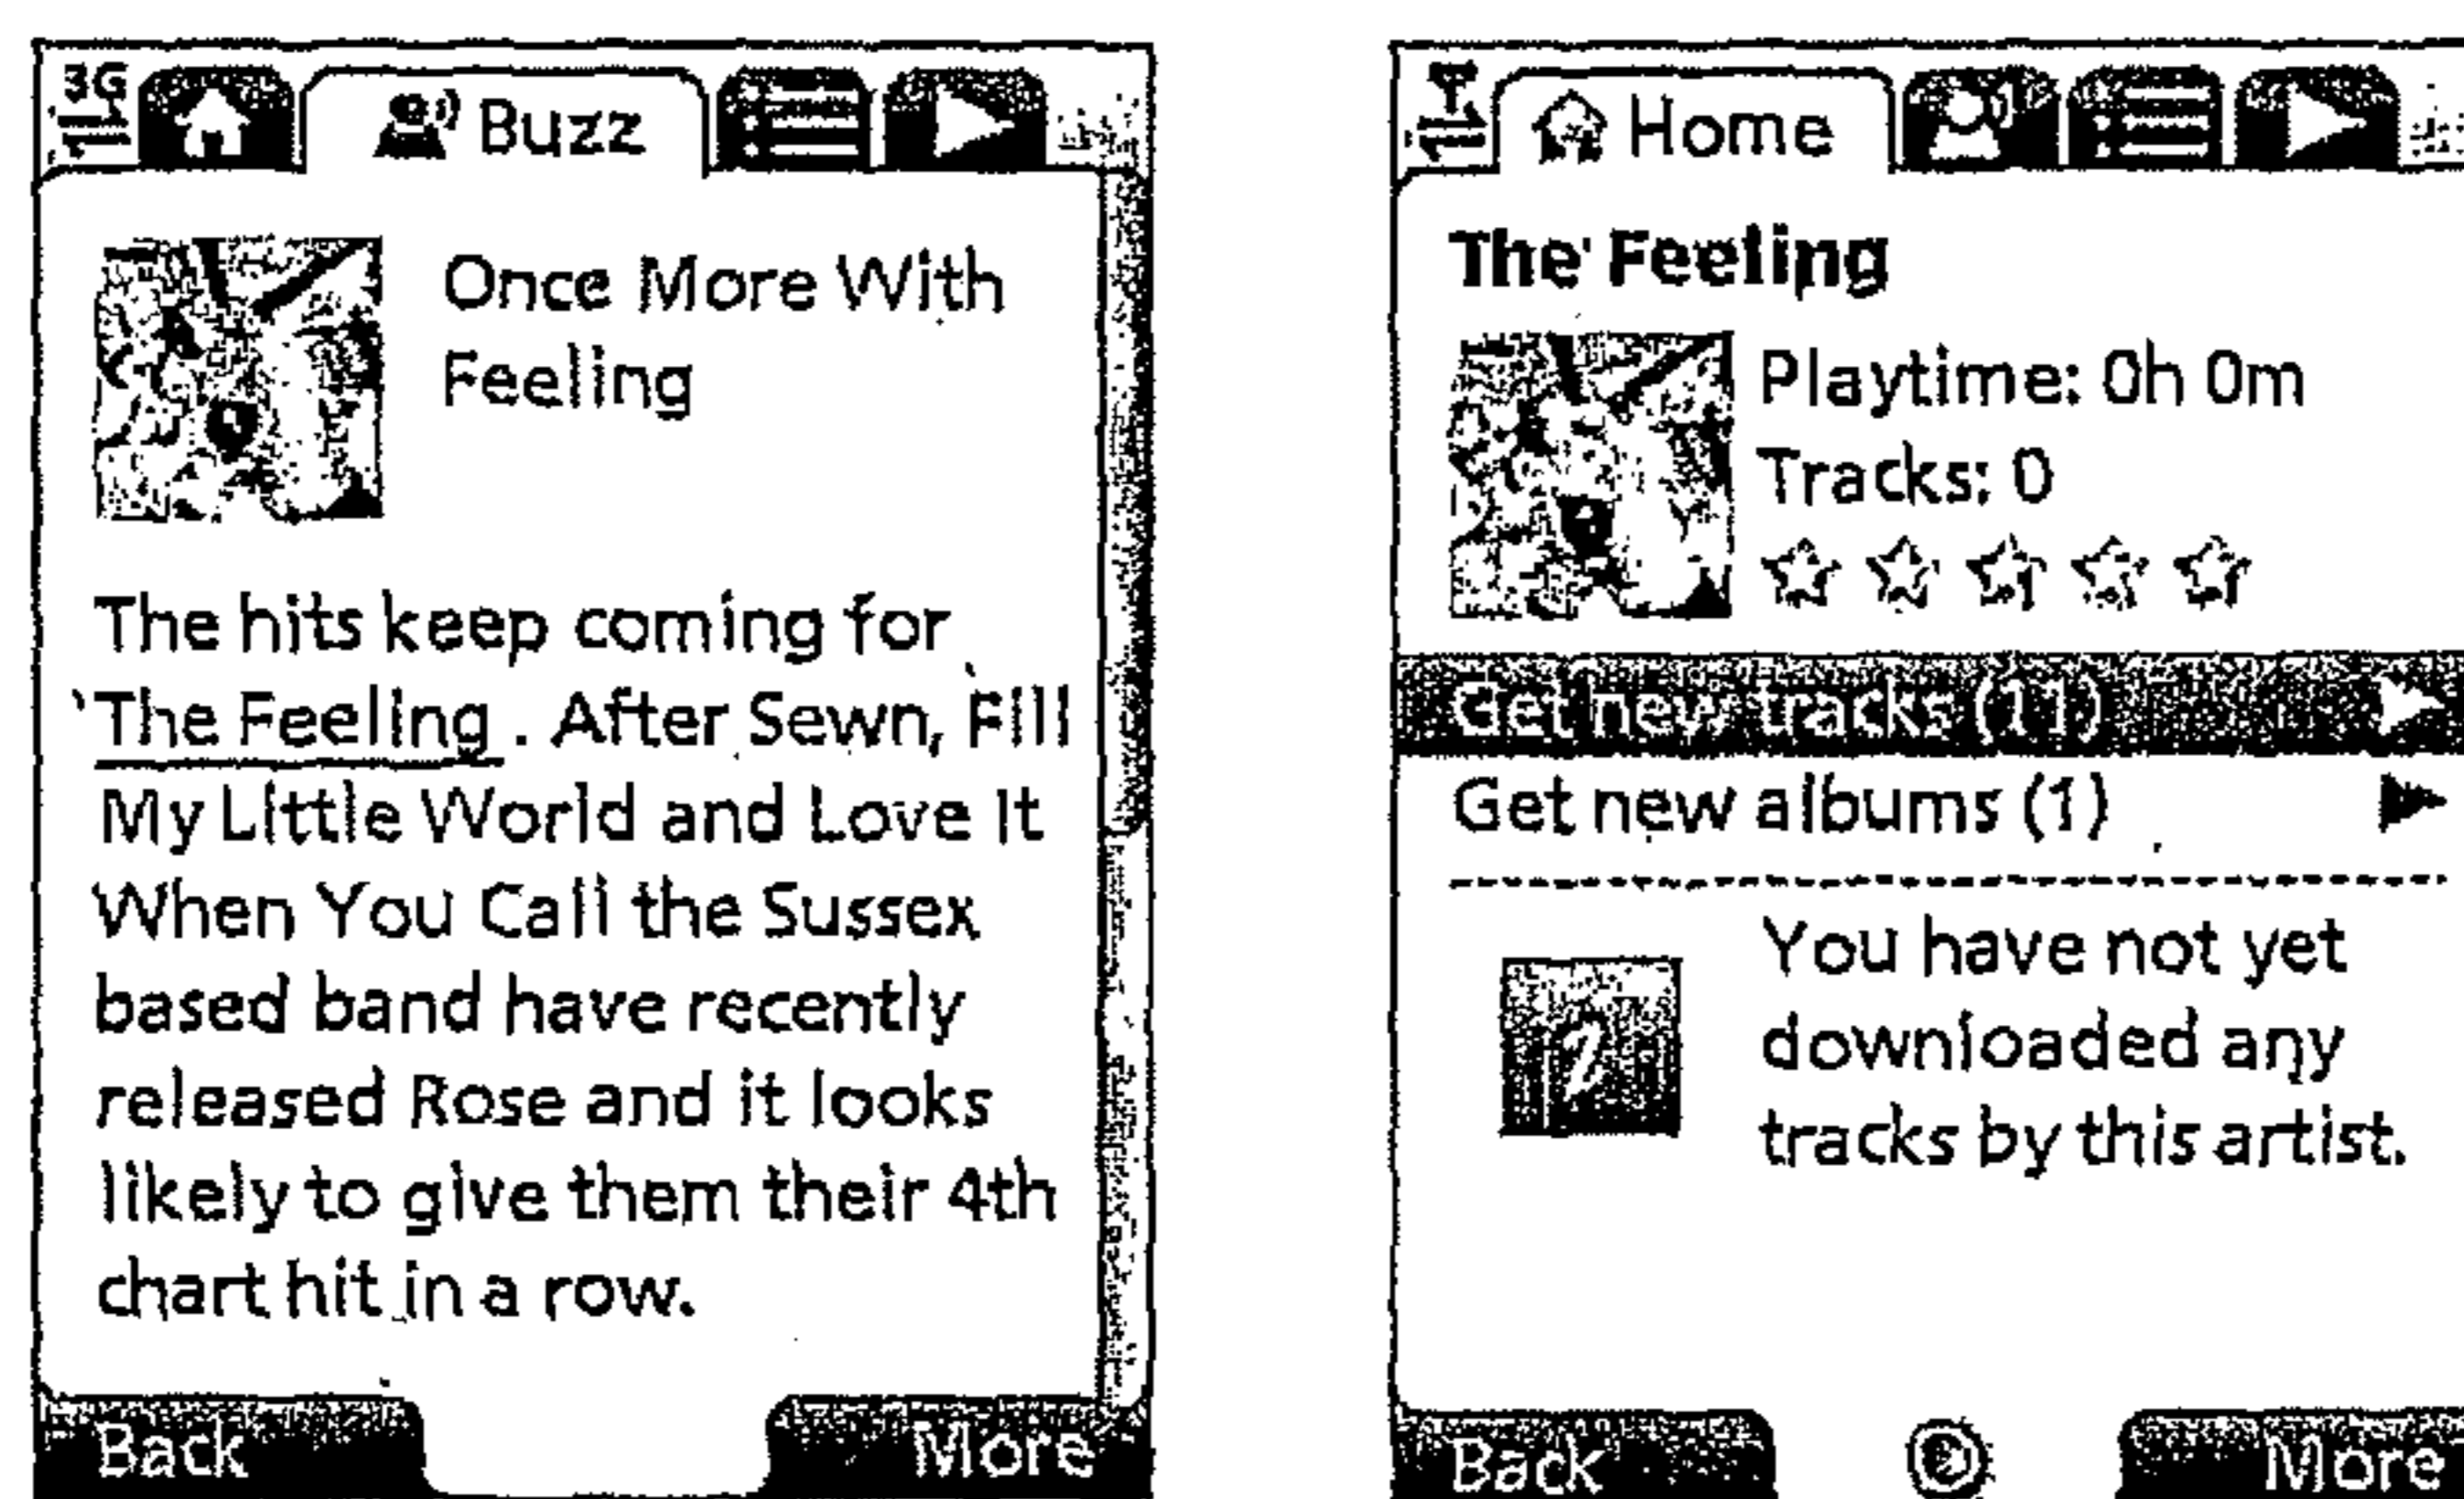 3G
Buzz
Once More With
Feeling
The hits keep coming for
The Feeling . After Sewn, Fill
My Little World and Love It
When You Call the Sussex
based band have recently
released Rose and it looks
likely to give them their 4th
chart hit in a row.
Back
More
Home
The Feeling
Playtime: 0h 0m
Tracks: 0
Get new tracks (11)
Get new albums (1)
You have not yet
downloaded any
tracks by this artist.
Back
More